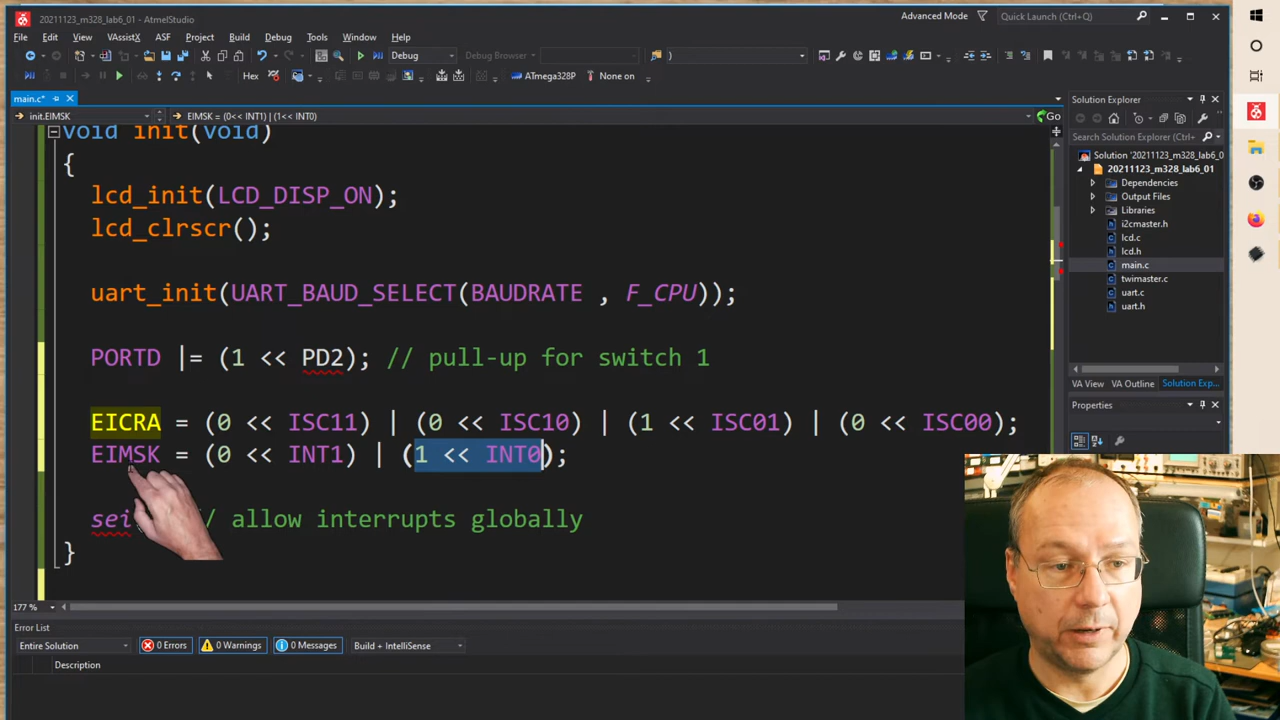 20211123_m328_lab6_01 - AtmelStudio
Advanced Mode
Quick Launch (Ctrl+Q)
File Edit View VAssistX ASF Project Build Debug Tools Window Help
Debug
Debug Browser
)
Hex
ATmega328P
None on
main.c*
init.EIMSK
EIMSK = (0<< INT1) | (1<< INT0)
Go
void init(void)
{
lcd_init(LCD_DISP_ON);
lcd_clrscr();
uart_init(UART_BAUD_SELECT(BAUDRATE , F_CPU));
PORTD |= (1 << PD2); // pull-up for switch 1
EICRA = (0 << ISC11) | (0 << ISC10) | (1 << ISC01) | (0 << ISC00);
EIMSK = (0 << INT1) | (1 << INT0);
sei / allow interrupts globally
}
177 %
Error List
Entire Solution
0 Errors
0 Warnings
0 Messages
Build + IntelliSense
Description
Solution Explorer
Search Solution Explorer (Ctrl+
Solution '20211123_m328_lab6_0
20211123_m328_lab6_01
Dependencies
Output Files
Libraries
i2cmaster.h
lcd.c
lcd.h
main.c
twimaster.c
uart.c
uart.h
VA View VA Outline Solution Exp...
Properties